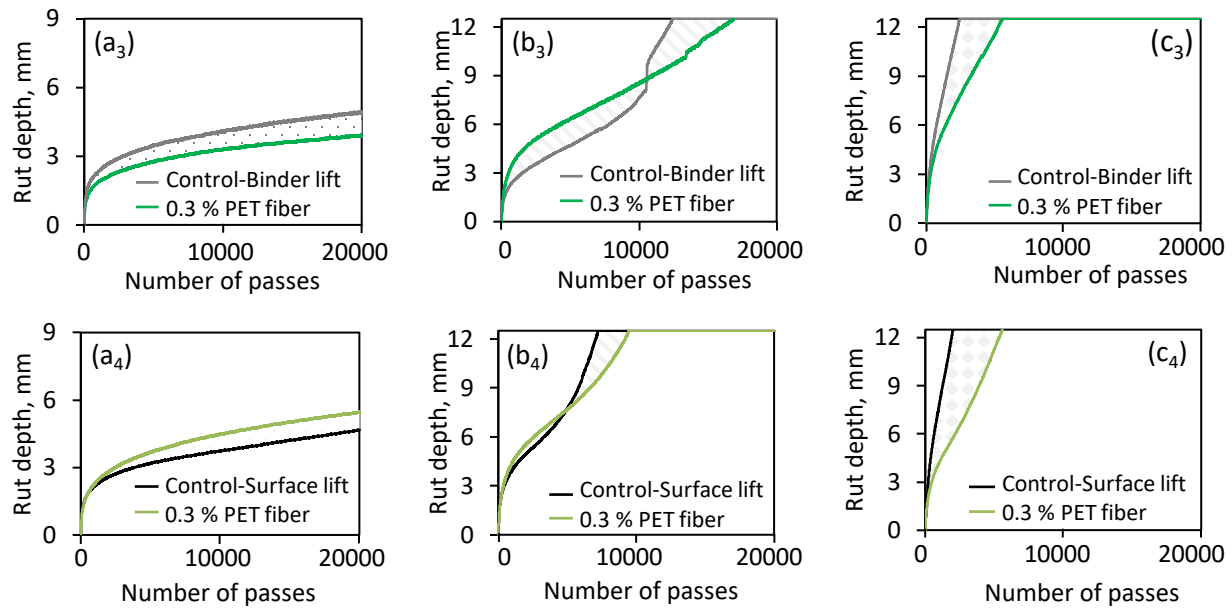 (a3)
Rut depth, mm
9
6
3
0
Control-Binder lift
0.3 % PET fiber
0 10000 20000
Number of passes
(b3)
Rut depth, mm
12
9
6
3
0
Control-Binder lift
0.3 % PET fiber
0 10000 20000
Number of passes
(c3)
Rut depth, mm
12
9
6
3
0
Control-Binder lift
0.3 % PET fiber
0 10000 20000
Number of passes
(a4)
Rut depth, mm
9
6
3
0
Control-Surface lift
0.3 % PET fiber
0 10000 20000
Number of passes
(b4)
Rut depth, mm
12
9
6
3
0
Control-Surface lift
0.3 % PET fiber
0 10000 20000
Number of passes
(c4)
Rut depth, mm
12
9
6
3
0
Control-Surface lift
0.3 % PET fiber
0 10000 20000
Number of passes